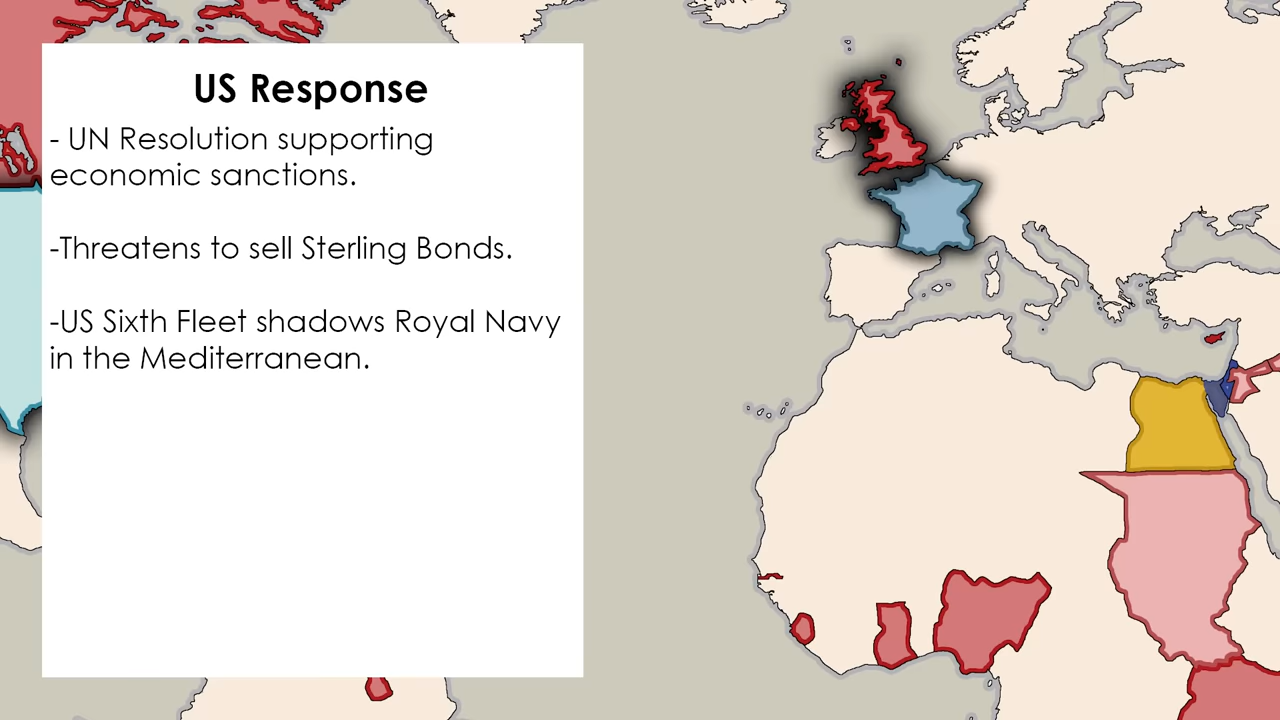 US Response
- UN Resolution supporting
economic sanctions.
-Threatens to sell Sterling Bonds.
-US Sixth Fleet shadows Royal Navy
in the Mediterranean.